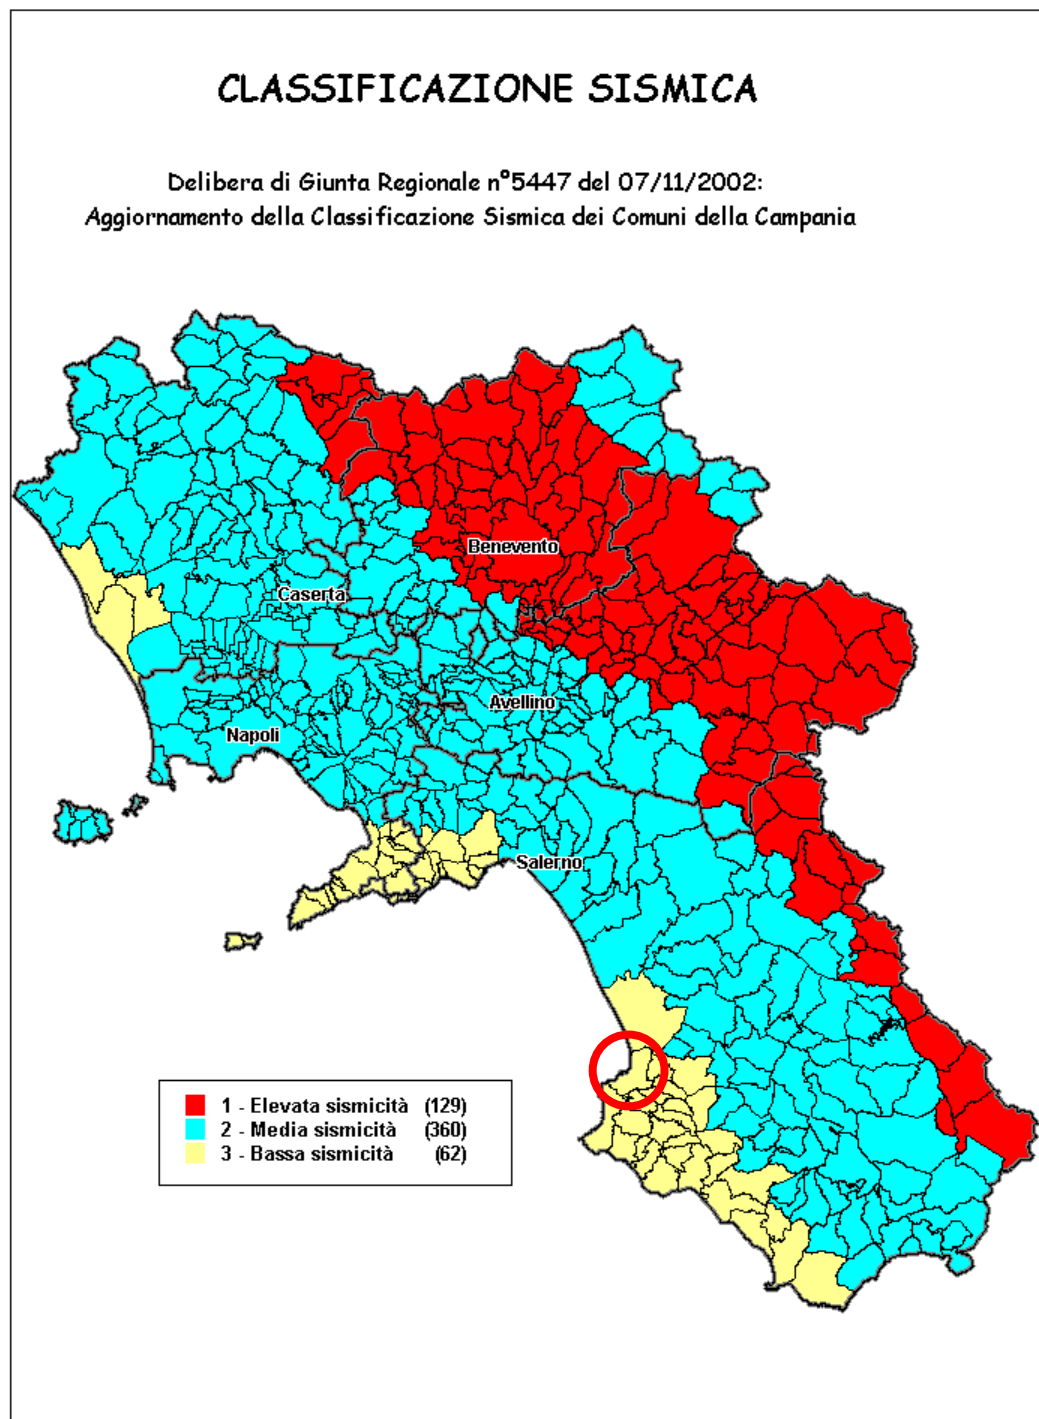 CLASSIFICAZIONE SISMICA
Delibera di Giunta Regionale n°5447 del 07/11/2002:
Aggiornamento della Classificazione Sismica dei Comuni della Campania
Benevento
Caserta
Avellino
Napoli
Salerno
1 - Elevata sismicità (129)
2 - Media sismicità (360)
3 - Bassa sismicità (62)